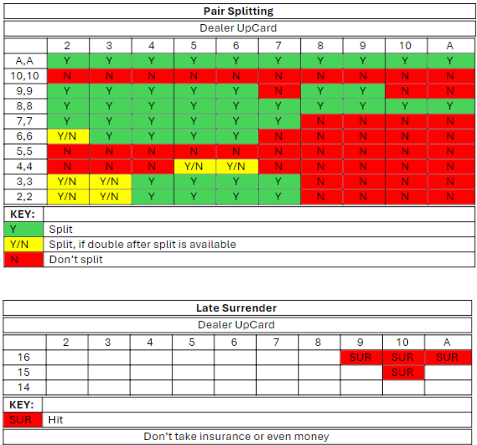 Pair Splitting
Dealer UpCard
2 3 4 5 6 7 8 9 10 A
A,A Y Y Y Y Y Y Y Y Y Y
10,10 N N N N N N N N N N
9,9 Y Y Y Y Y N Y Y N N
8,8 Y Y Y Y Y Y Y Y Y Y
7,7 Y Y Y Y Y Y N N N N
6,6 Y/N Y Y Y Y N N N N N
5,5 N N N N N N N N N N
4,4 N N N Y/N Y/N N N N N N
3,3 Y/N Y/N Y Y Y Y N N N N
2,2 Y/N Y/N Y Y Y Y N N N N
KEY:
Y Split
Y/N Split, if double after split is available
N Don't split
Late Surrender
Dealer UpCard
2 3 4 5 6 7 8 9 10 A
16 SUR SUR SUR
15 SUR
14
KEY:
SUR Hit
Don't take insurance or even money